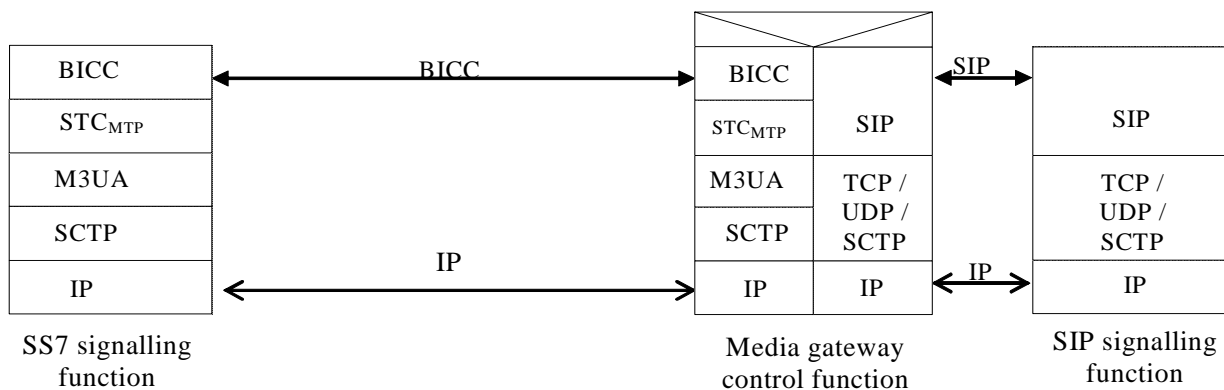 BICC
STCMTP
M3UA
SCTP
IP
SS7 signalling
function
BICC
IP
BICC
STCMTP
M3UA
SCTP
IP
SIP
TCP /
UDP /
SCTP
IP
Media gateway
control function
SIP
IP
SIP
TCP /
UDP /
SCTP
IP
SIP signalling
function